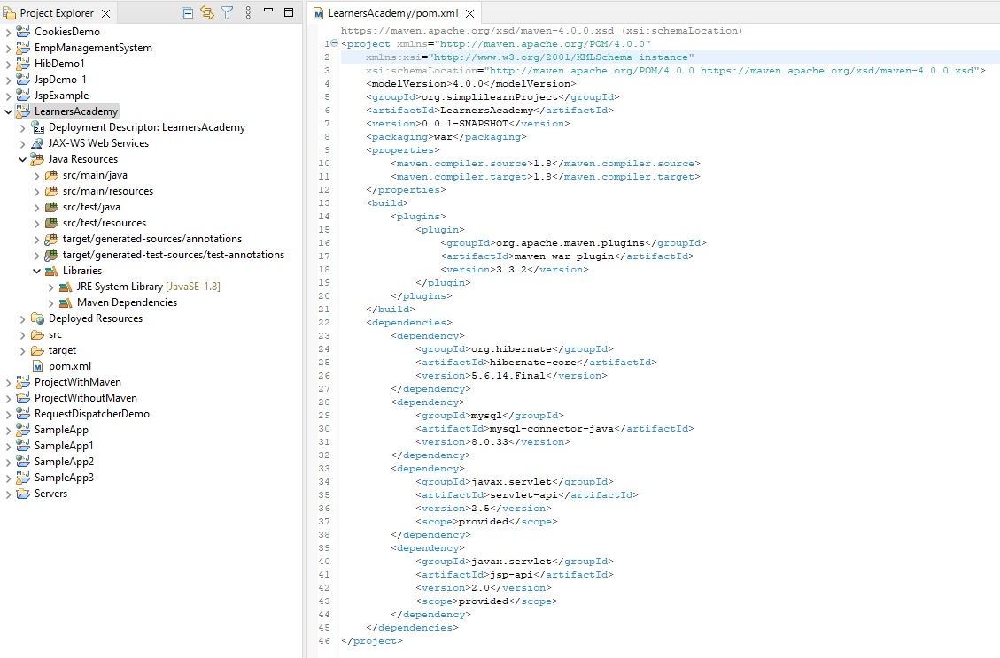 Project Explorer
CookiesDemo
EmpManagementSystem
HibDemo1
JspDemo-1
JspExample
LearnersAcademy
Deployment Descriptor: LearnersAcademy
JAX-WS Web Services
Java Resources
src/main/java
src/main/resources
src/test/java
src/test/resources
target/generated-sources/annotations
target/generated-test-sources/test-annotations
Libraries
JRE System Library [JavaSE-1.8]
Maven Dependencies
Deployed Resources
src
target
pom.xml
ProjectWithMaven
ProjectWithoutMaven
RequestDispatcherDemo
SampleApp
SampleApp1
SampleApp2
SampleApp3
Servers
LearnersAcademy/pom.xml
https://maven.apache.org/xsd/maven-4.0.0.xsd (xsi:schemaLocation)
1 <project xmlns="http://maven.apache.org/POM/4.0.0"
2 xmlns:xsi="http://www.w3.org/2001/XMLSchema-instance"
3 xsi:schemaLocation="http://maven.apache.org/POM/4.0.0 https://maven.apache.org/xsd/maven-4.0.0.xsd">
4 <modelVersion>4.0.0</modelVersion>
5 <groupId>org.simplilearnProject</groupId>
6 <artifactId>LearnersAcademy</artifactId>
7 <version>0.0.1-SNAPSHOT</version>
8 <packaging>war</packaging>
9 <properties>
10 <maven.compiler.source>1.8</maven.compiler.source>
11 <maven.compiler.target>1.8</maven.compiler.target>
12 </properties>
13 <build>
14 <plugins>
15 <plugin>
16 <groupId>org.apache.maven.plugins</groupId>
17 <artifactId>maven-war-plugin</artifactId>
18 <version>3.3.2</version>
19 </plugin>
20 </plugins>
21 </build>
22 <dependencies>
23 <dependency>
24 <groupId>org.hibernate</groupId>
25 <artifactId>hibernate-core</artifactId>
26 <version>5.6.14.Final</version>
27 </dependency>
28 <dependency>
29 <groupId>mysql</groupId>
30 <artifactId>mysql-connector-java</artifactId>
31 <version>8.0.33</version>
32 </dependency>
33 <dependency>
34 <groupId>javax.servlet</groupId>
35 <artifactId>servlet-api</artifactId>
36 <version>2.5</version>
37 <scope>provided</scope>
38 </dependency>
39 <dependency>
40 <groupId>javax.servlet</groupId>
41 <artifactId>jsp-api</artifactId>
42 <version>2.0</version>
43 <scope>provided</scope>
44 </dependency>
45 </dependencies>
46 </project>